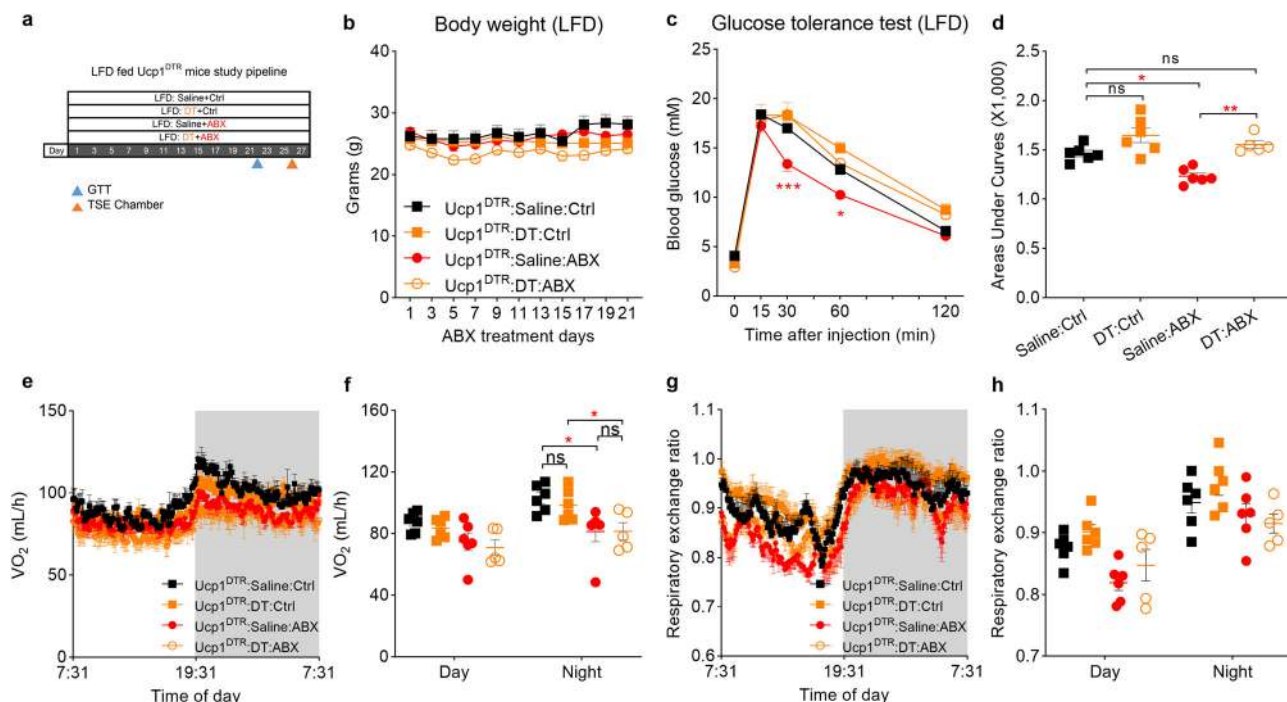 a
LFD fed Ucp1DTR mice study pipeline
LFD: Saline+Ctrl
LFD: DT+Ctrl
LFD: Saline+ABX
LFD: DT+ABX
Day 1 3 5 7 9 11 13 15 17 19 21 23 25 27
GTT
TSE Chamber
b
Body weight (LFD)
40
30
20
10
0
Grams (g)
Ucp1DTR:Saline:Ctrl
Ucp1DTR:DT:Ctrl
Ucp1DTR:Saline:ABX
Ucp1DTR:DT:ABX
1 3 5 7 9 11 13 15 17 19 21
ABX treatment days
c
Glucose tolerance test (LFD)
25
20
15
10
5
0
Blood glucose (mM)
***
*
0 15 30 60 120
Time after injection (min)
d
2.5
2.0
1.5
1.0
0.5
0.0
Areas Under Curves (X1,000)
ns
*
ns
**
Saline:Ctrl
DT:Ctrl
Saline:ABX
DT:ABX
e
150
100
50
0
VO2 (mL/h)
Ucp1DTR:Saline:Ctrl
Ucp1DTR:DT:Ctrl
Ucp1DTR:Saline:ABX
Ucp1DTR:DT:ABX
7:31 19:31 7:31
Time of day
f
160
120
80
40
0
VO2 (mL/h)
*
*
ns
ns
Day Night
g
1.1
1.0
0.9
0.8
0.7
0.6
Respiratory exchange ratio
Ucp1DTR:Saline:Ctrl
Ucp1DTR:DT:Ctrl
Ucp1DTR:Saline:ABX
Ucp1DTR:DT:ABX
7:31 19:31 7:31
Time of day
h
1.1
1.0
0.9
0.8
0.7
Respiratory exchange ratio
Day Night